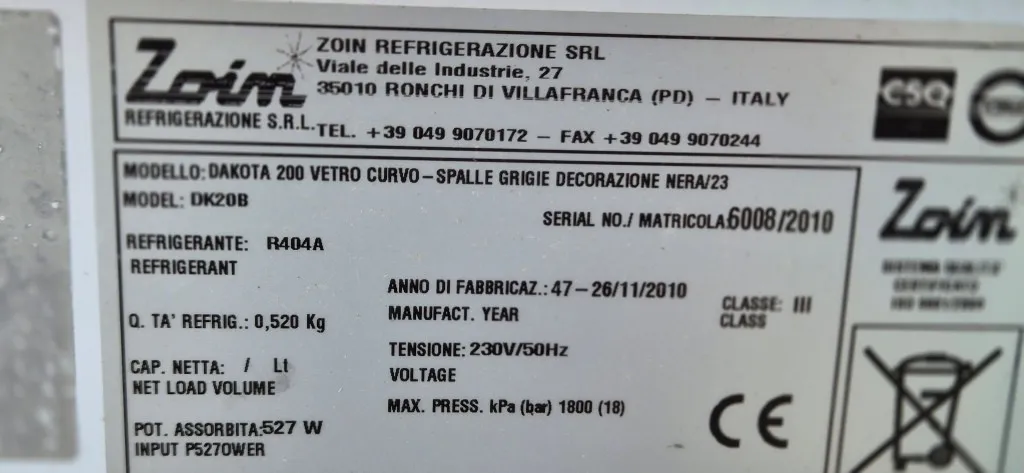 Zoin
REFRIGERAZIONE S.R.L.
ZOIN REFRIGERAZIONE SRL
Viale delle Industrie, 27
35010 RONCHI DI VILLAFRANCA (PD) – ITALY
TEL. +39 049 9070172 – FAX +39 049 9070244
CSQ
MODELLO: DAKOTA 200 VETRO CURVO–SPALLE GRIGIE DECORAZIONE NERA/23
MODEL: DK20B
SERIAL NO./ MATRICOLA:6008/2010
REFRIGERANTE: R404A
REFRIGERANT
ANNO DI FABBRICAZ.: 47–26/11/2010
MANUFACT. YEAR
CLASSE: III
CLASS
Q. TA' REFRIG.: 0,520 Kg
TENSIONE: 230V/50Hz
VOLTAGE
CAP. NETTA: / Lt
NET LOAD VOLUME
MAX. PRESS. kPa (bar) 1800 (18)
POT. ASSORBITA:527 W
INPUT P527OWER
CE
Zoin